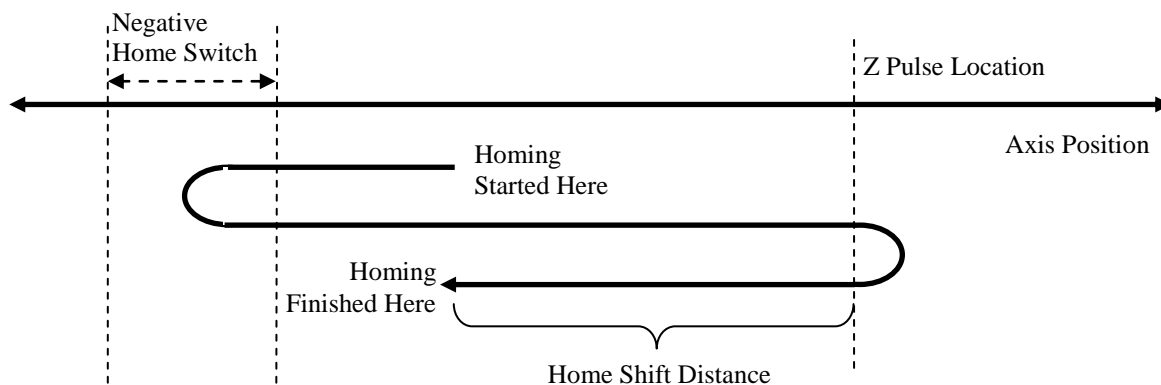 Negative
Home Switch
Z Pulse Location
Axis Position
Homing
Started Here
Homing
Finished Here
Home Shift Distance